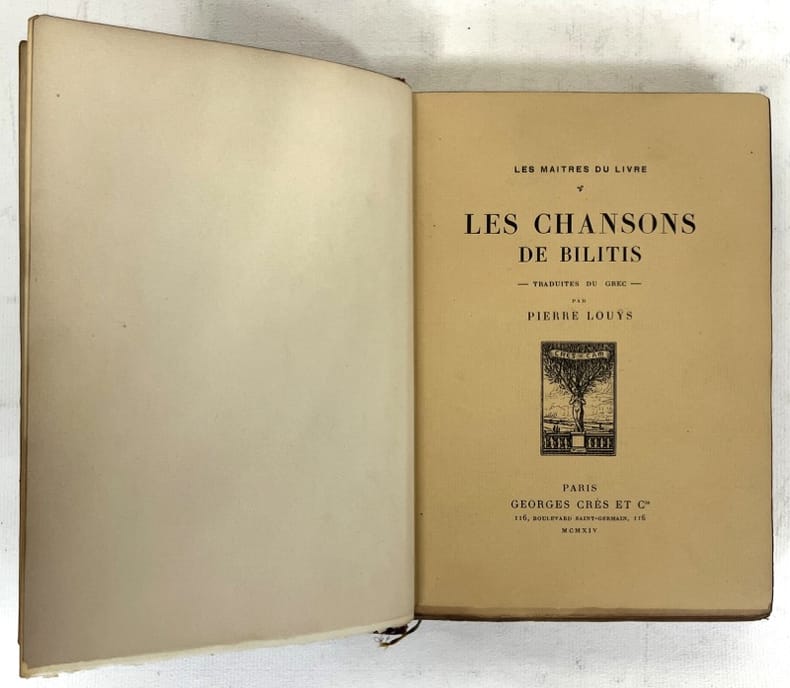 LES MAITRES DU LIVRE
LES CHANSONS
DE BILITIS
— TRADUITES DU GREC —
PAR
PIERRE LOUŸS
PARIS
GEORGES CRÈS ET Cie
116, BOULEVARD SAINT-GERMAIN, 116
MCMXIV